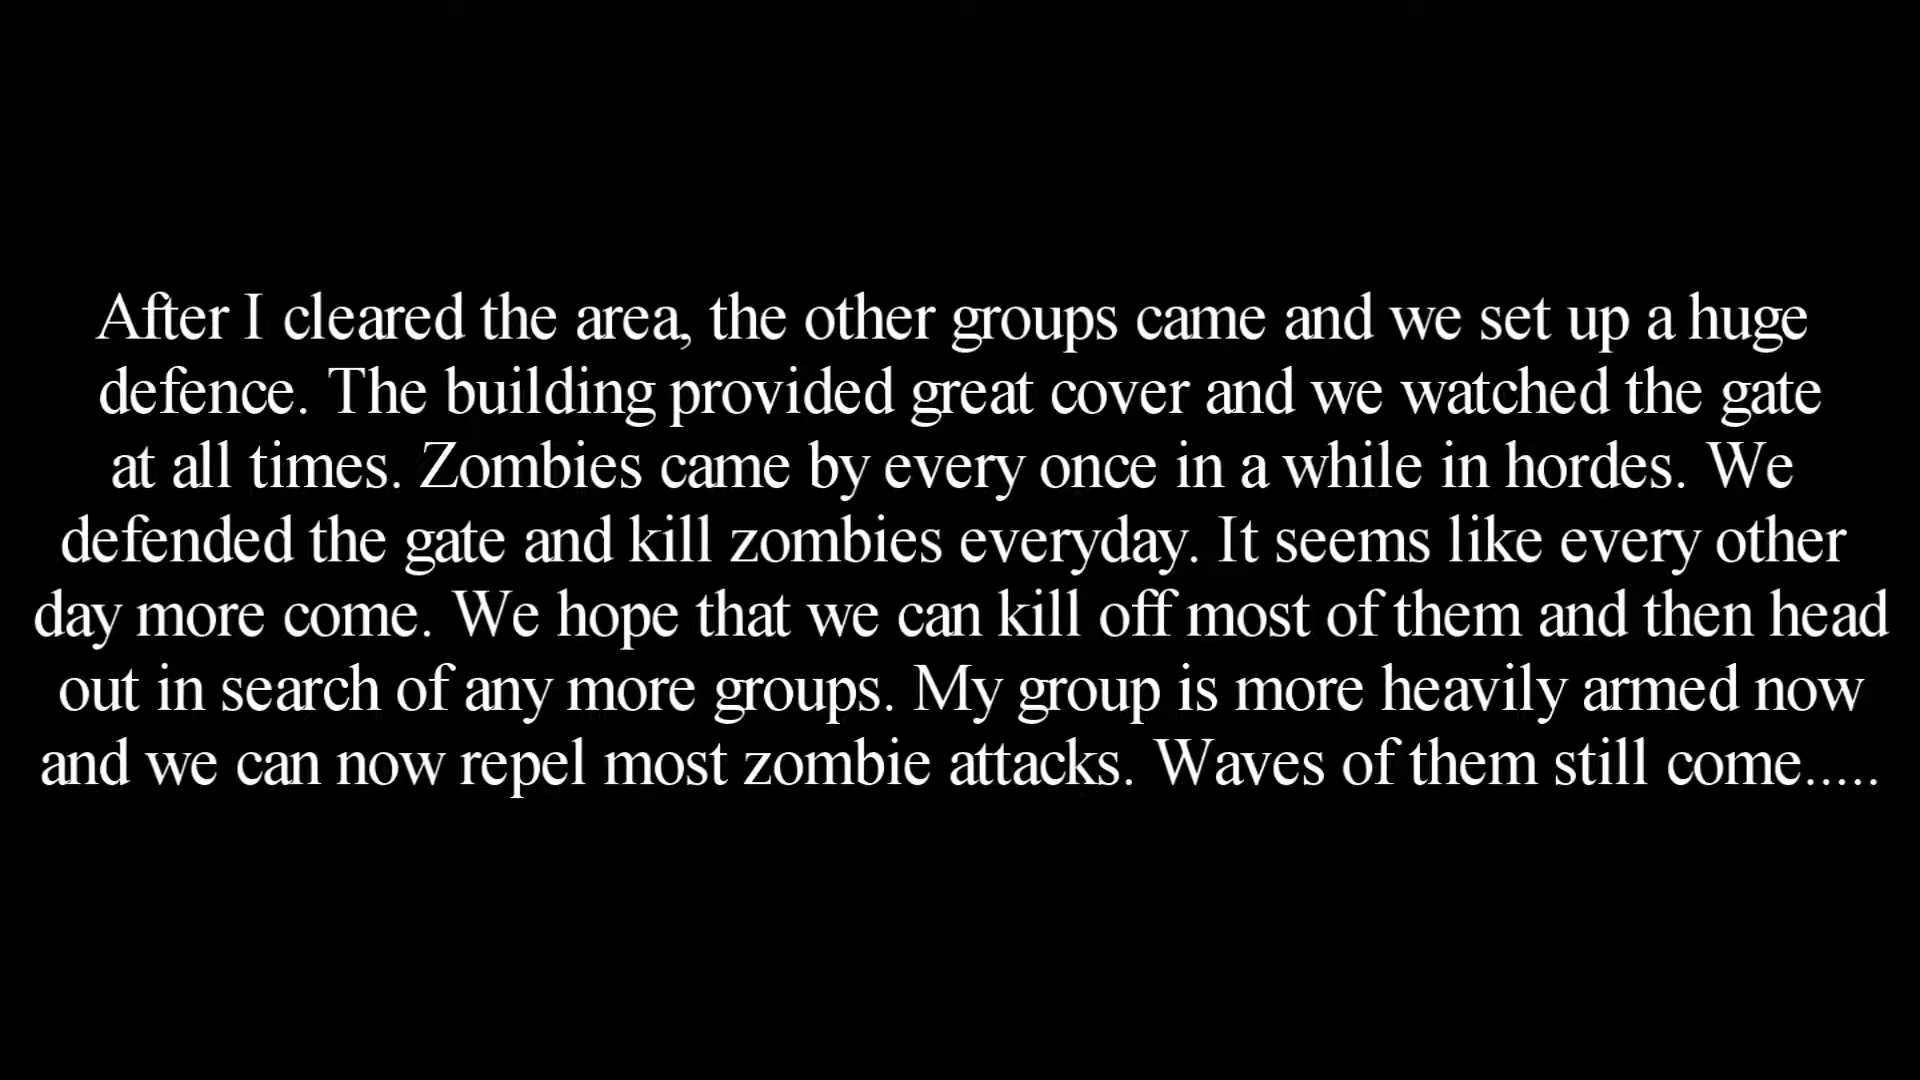 After I cleared the area, the other groups came and we set up a huge
defence. The building provided great cover and we watched the gate
at all times. Zombies came by every once in a while in hordes. We
defended the gate and kill zombies everyday. It seems like every other
day more come. We hope that we can kill off most of them and then head
out in search of any more groups. My group is more heavily armed now
and we can now repel most zombie attacks. Waves of them still come.....